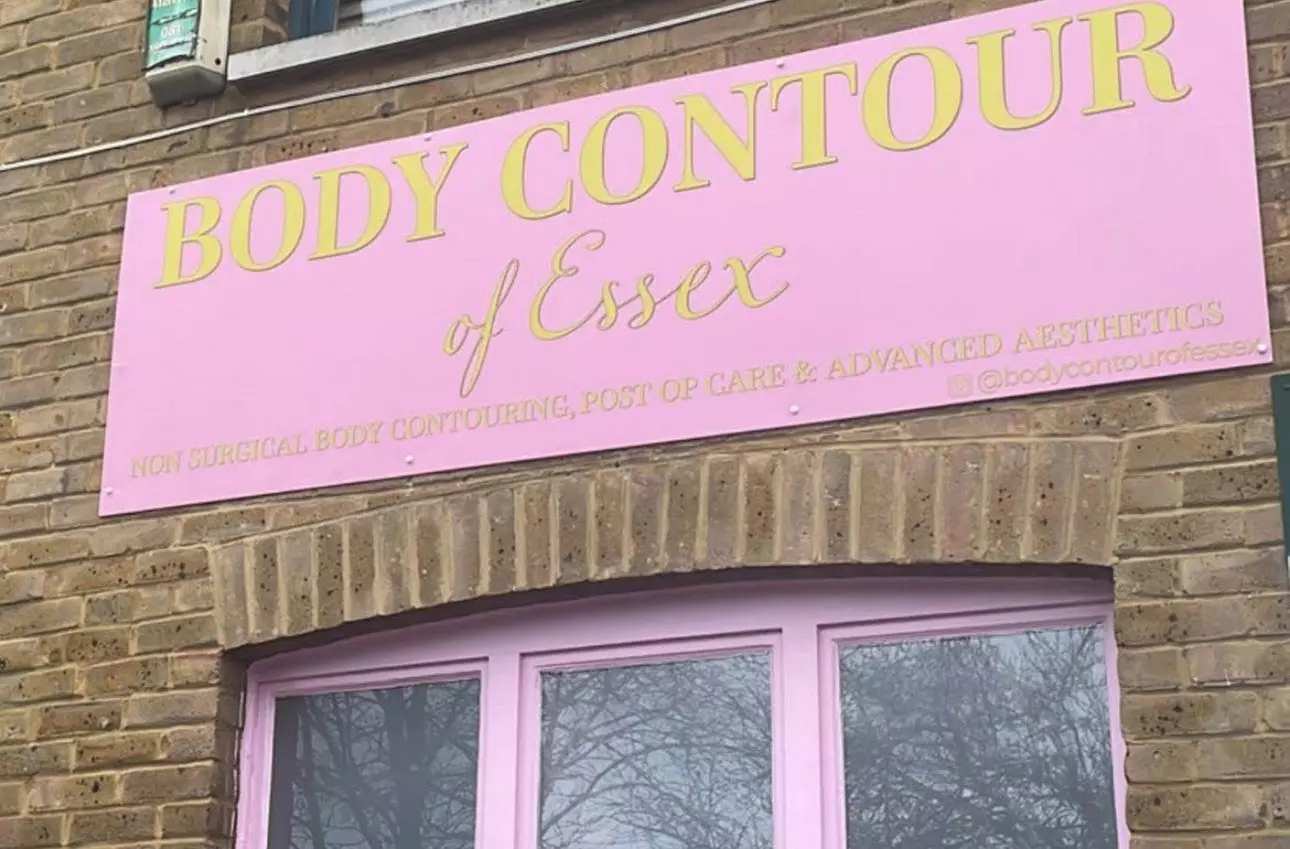 BODY CONTOUR
of Essex
NON SURGICAL BODY CONTOURING, POST OP CARE & ADVANCED AESTHETICS
@bodycontourofessex